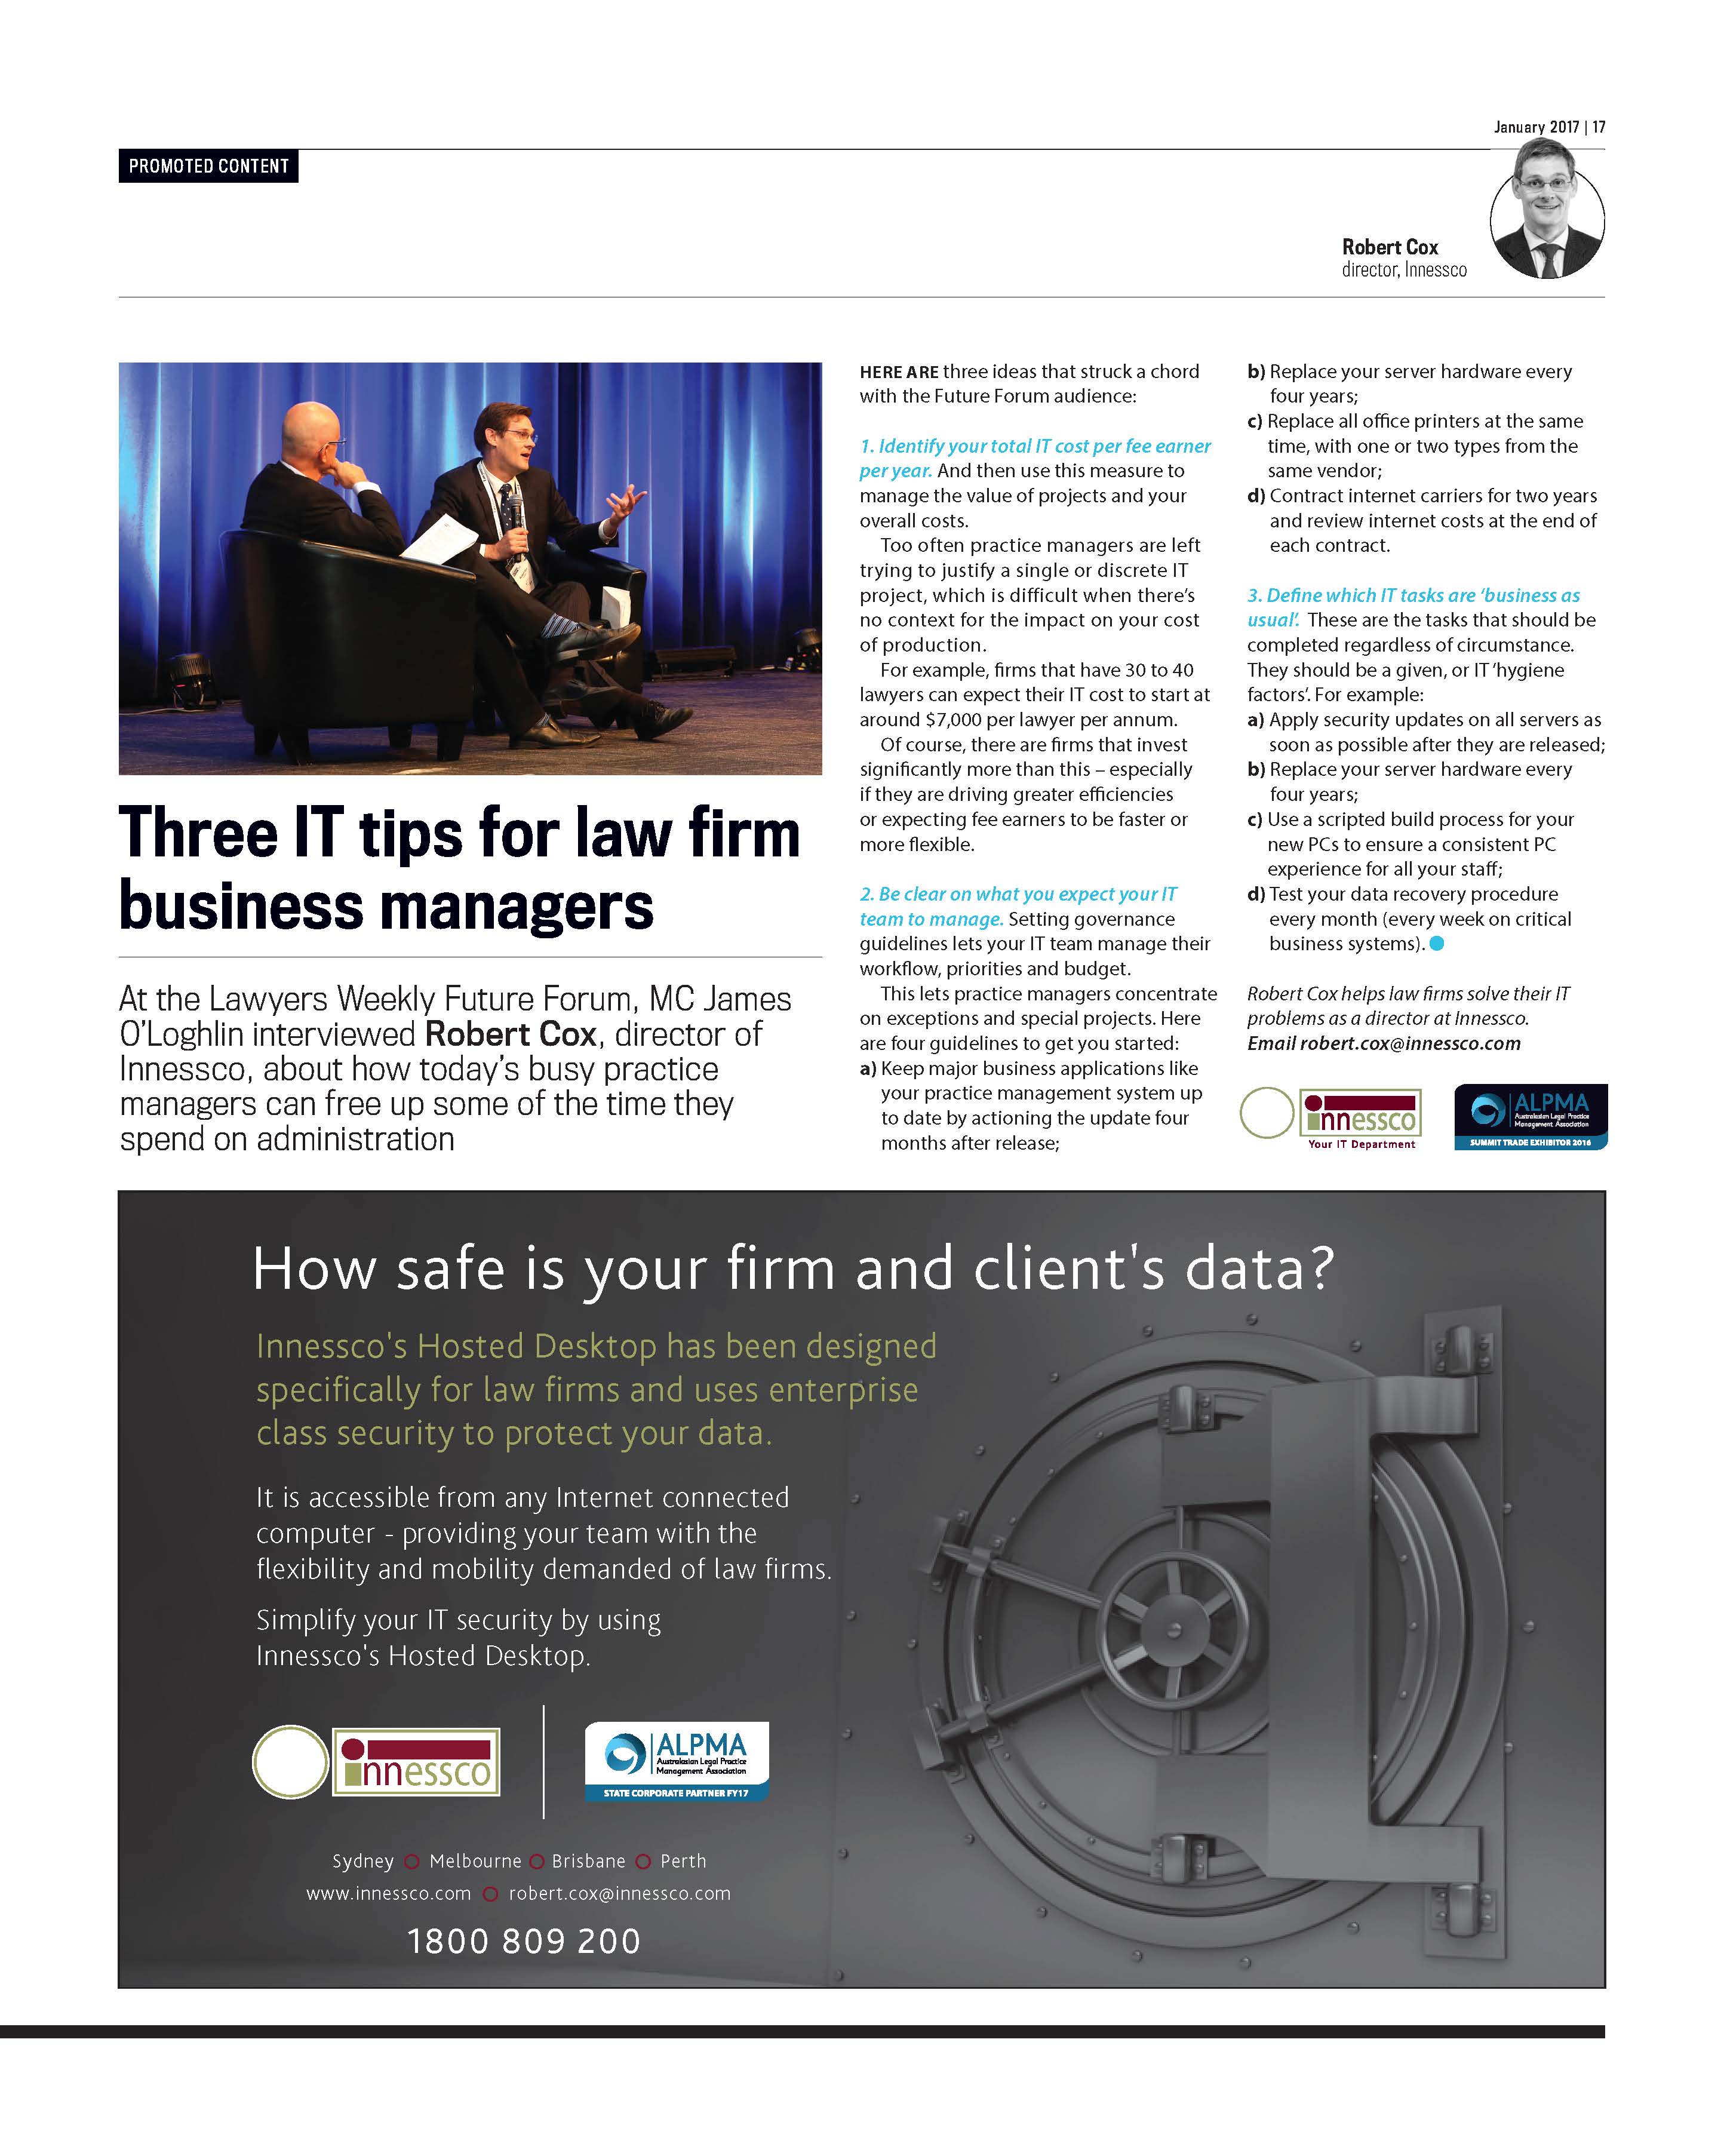 January 2017 | 17
PROMOTED CONTENT
Robert Cox
director, Innessco
Three IT tips for law firm
business managers
At the Lawyers Weekly Future Forum, MC James
O'Loghlin interviewed Robert Cox, director of
Innessco, about how today's busy practice
managers can free up some of the time they
spend on administration
HERE ARE three ideas that struck a chord
with the Future Forum audience:
1. Identify your total IT cost per fee earner
per year. And then use this measure to
manage the value of projects and your
overall costs.
Too often practice managers are left
trying to justify a single or discrete IT
project, which is difficult when there's
no context for the impact on your cost
of production.
For example, firms that have 30 to 40
lawyers can expect their IT cost to start at
around $7,000 per lawyer per annum.
Of course, there are firms that invest
significantly more than this – especially
if they are driving greater efficiencies
or expecting fee earners to be faster or
more flexible.
2. Be clear on what you expect your IT
team to manage. Setting governance
guidelines lets your IT team manage their
workflow, priorities and budget.
This lets practice managers concentrate
on exceptions and special projects. Here
are four guidelines to get you started:
a) Keep major business applications like
your practice management system up
to date by actioning the update four
months after release;
b) Replace your server hardware every
four years;
c) Replace all office printers at the same
time, with one or two types from the
same vendor;
d) Contract internet carriers for two years
and review internet costs at the end of
each contract.
3. Define which IT tasks are 'business as
usual'. These are the tasks that should be
completed regardless of circumstance.
They should be a given, or IT 'hygiene
factors'. For example:
a) Apply security updates on all servers as
soon as possible after they are released;
b) Replace your server hardware every
four years;
c) Use a scripted build process for your
new PCs to ensure a consistent PC
experience for all your staff;
d) Test your data recovery procedure
every month (every week on critical
business systems).
Robert Cox helps law firms solve their IT
problems as a director at Innessco.
Email robert.cox@innessco.com
innessco
Your IT Department
ALPMA
Australasian Legal Practice
Management Association
SUMMIT TRADE EXHIBITOR 2016
How safe is your firm and client's data?
Innessco's Hosted Desktop has been designed
specifically for law firms and uses enterprise
class security to protect your data.
It is accessible from any Internet connected
computer - providing your team with the
flexibility and mobility demanded of law firms.
Simplify your IT security by using
Innessco's Hosted Desktop.
innessco
ALPMA
Australasian Legal Practice
Management Association
STATE CORPORATE PARTNER FY17
Sydney Melbourne Brisbane Perth
www.innessco.com robert.cox@innessco.com
1800 809 200